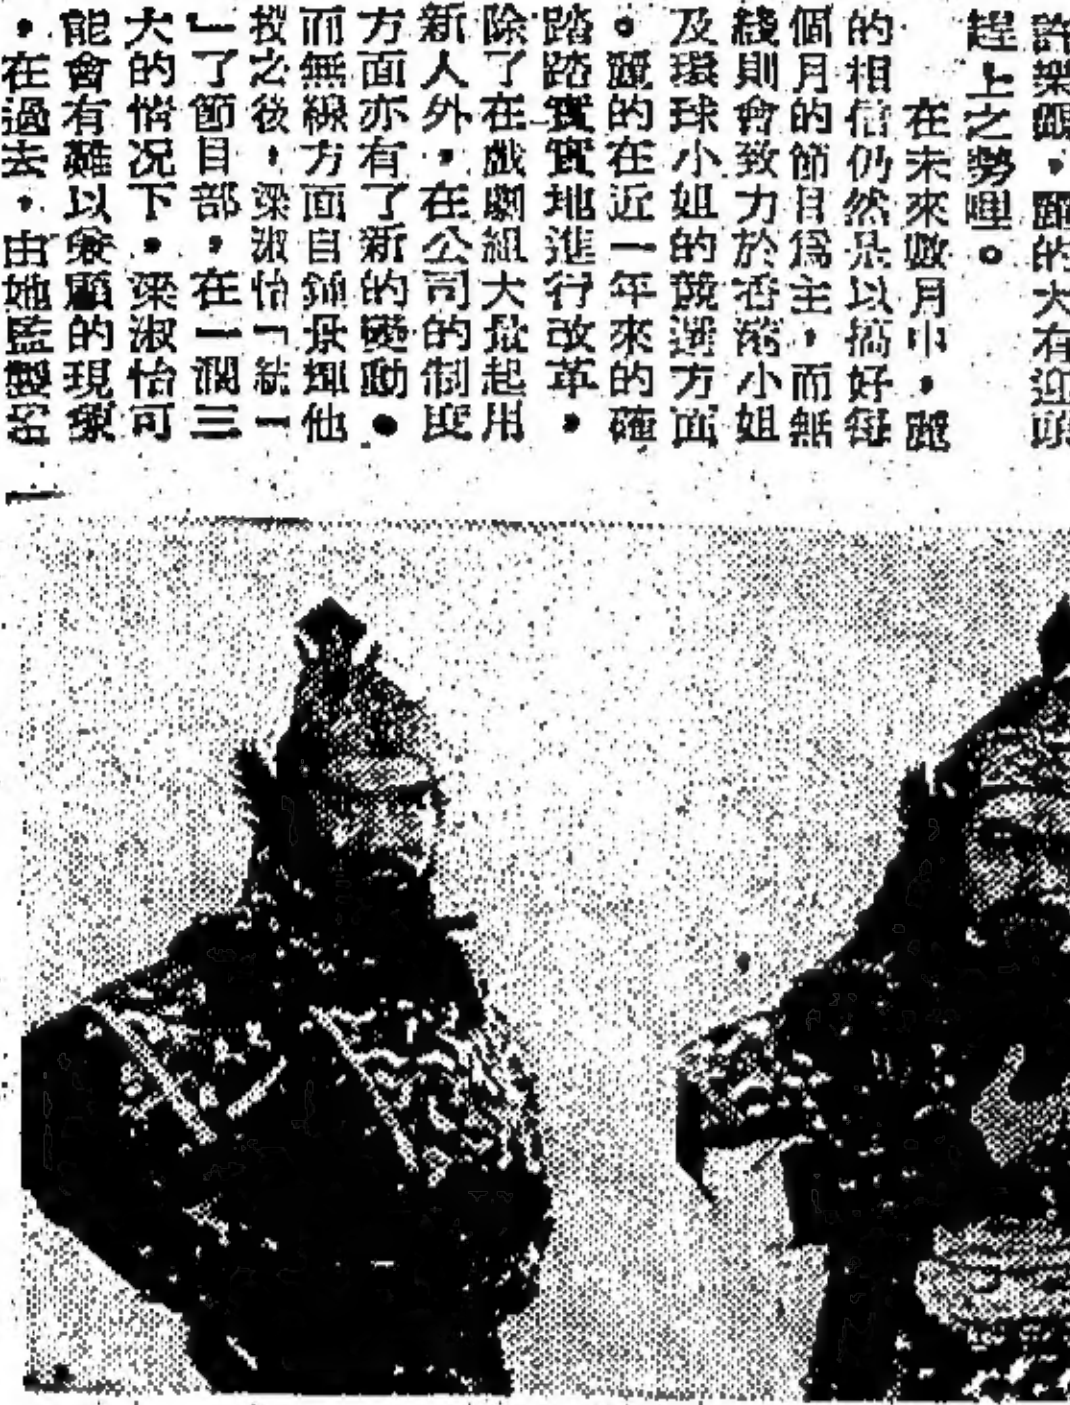 許樂觀，麗的大有迎頭
趕上之勢哩。
在未來數月中，麗
的相信仍然是以搞好每
個月的節目為主，而無
綫則會致力於香港小姐
及環球小姐的競選方面
。麗的在近一年來的確
踏踏實實地進行改革，
除了在戲劇組大量起用
新人外，在公司的制度
方面亦有了新的變動。
而無線方面自鍾景輝他
投之後，梁淑怡「統一
」了節目部，在一瀾三
大的情况下，梁淑怡可
能會有難以兼顧的現象
，在過去，由她監製